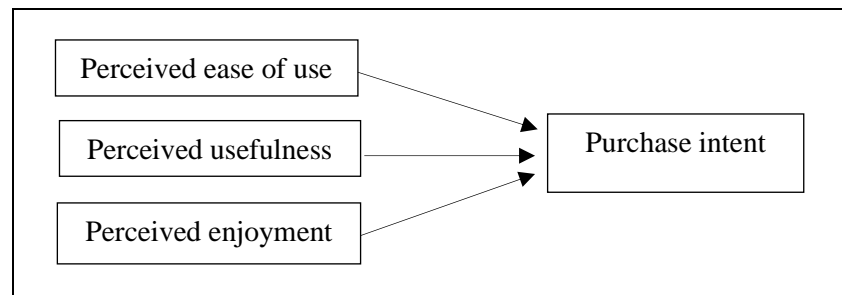 Perceived ease of use
Perceived usefulness
Purchase intent
Perceived enjoyment